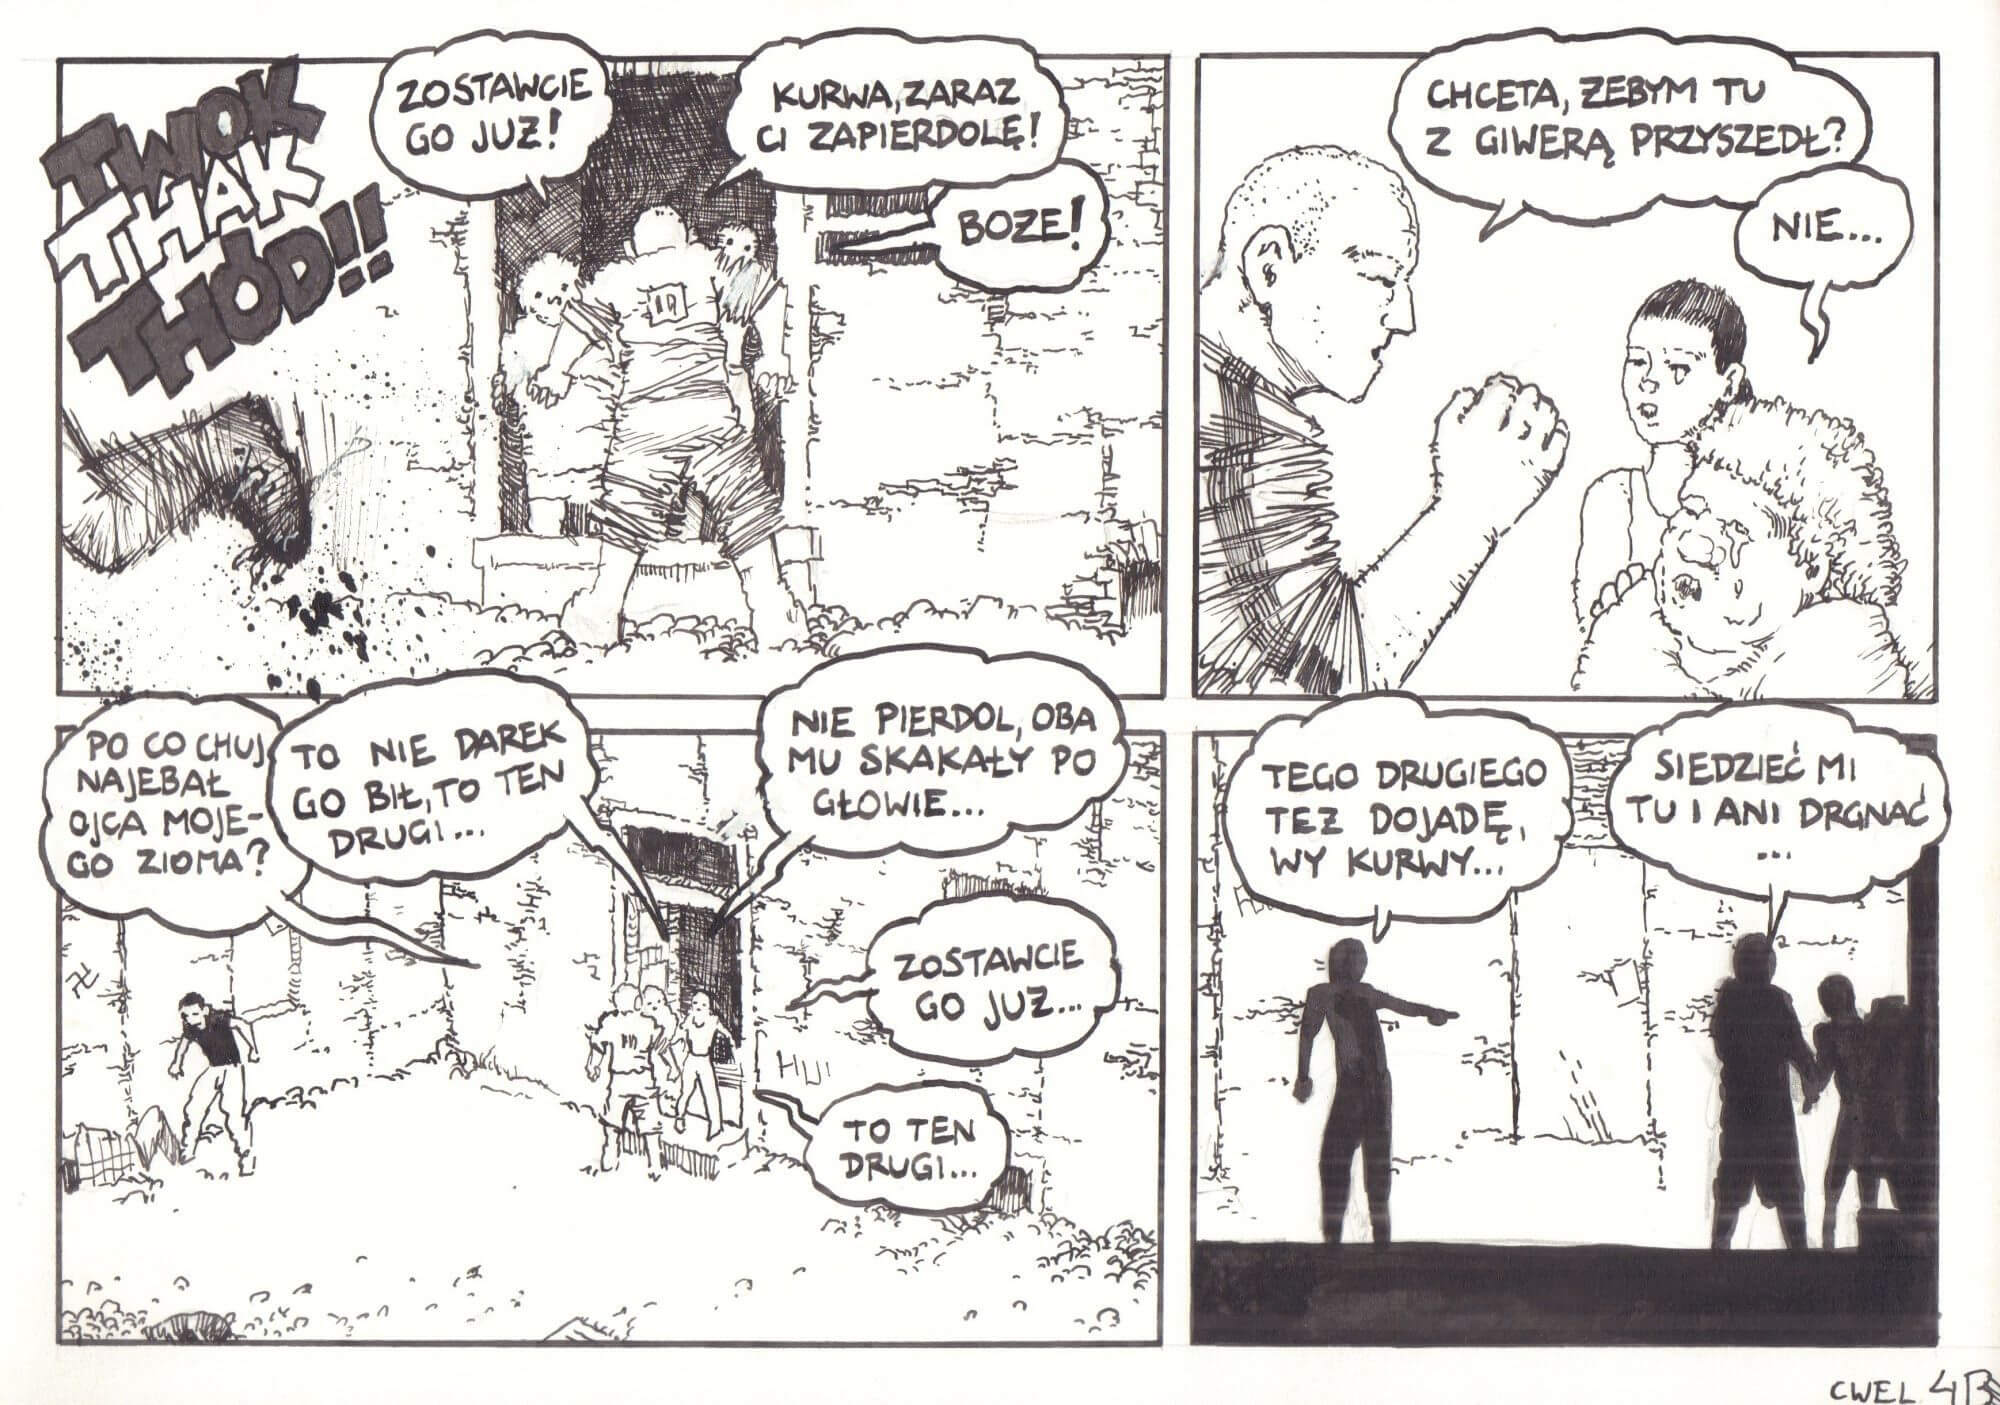 TWOK
THAK
THÓD!!
ZOSTAWCIE
GO JUŻ!
KURWA, ZARAZ
CI ZAPIERDOLĘ!
BOŻE!
CHCETA, ŻEBYM TU
Z GIWERĄ PRZYSZEDŁ?
NIE...
PO CO CHUJ
NAJEBAŁ
OJCA MOJE-
GO ZIOMA?
TO NIE DAREK
GO BIŁ, TO TEN
DRUGI...
NIE PIERDOL, OBA
MU SKAKAŁY PO
GŁOWIE...
ZOSTAWCIE
GO JUŻ...
TO TEN
DRUGI...
TEGO DRUGIEGO
TEŻ DOJADĘ,
WY KURWY...
SIEDZIEĆ MI
TU I ANI DRGNĄĆ
...
CWEL 4B